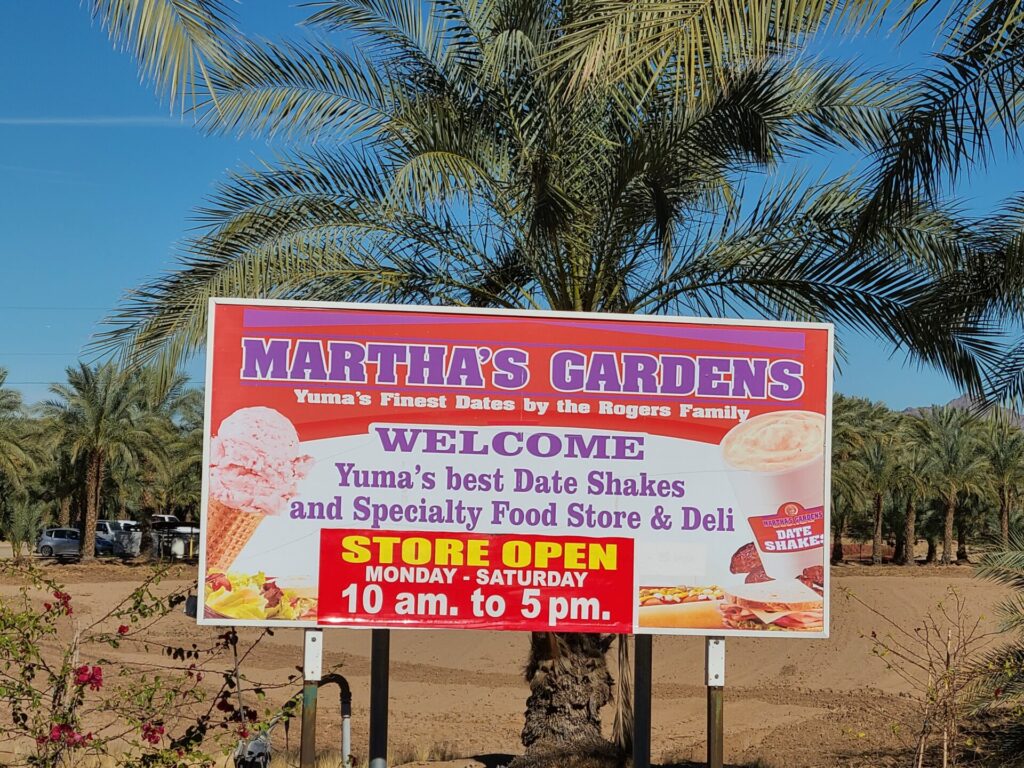 MARTHA'S GARDENS
Yuma's Finest Dates by the Rogers Family
WELCOME
Yuma's best Date Shakes
and Specialty Food Store & Deli
MARTHA'S GARDENS
DATE
SHAKES
STORE OPEN
MONDAY - SATURDAY
10 am. to 5 pm.